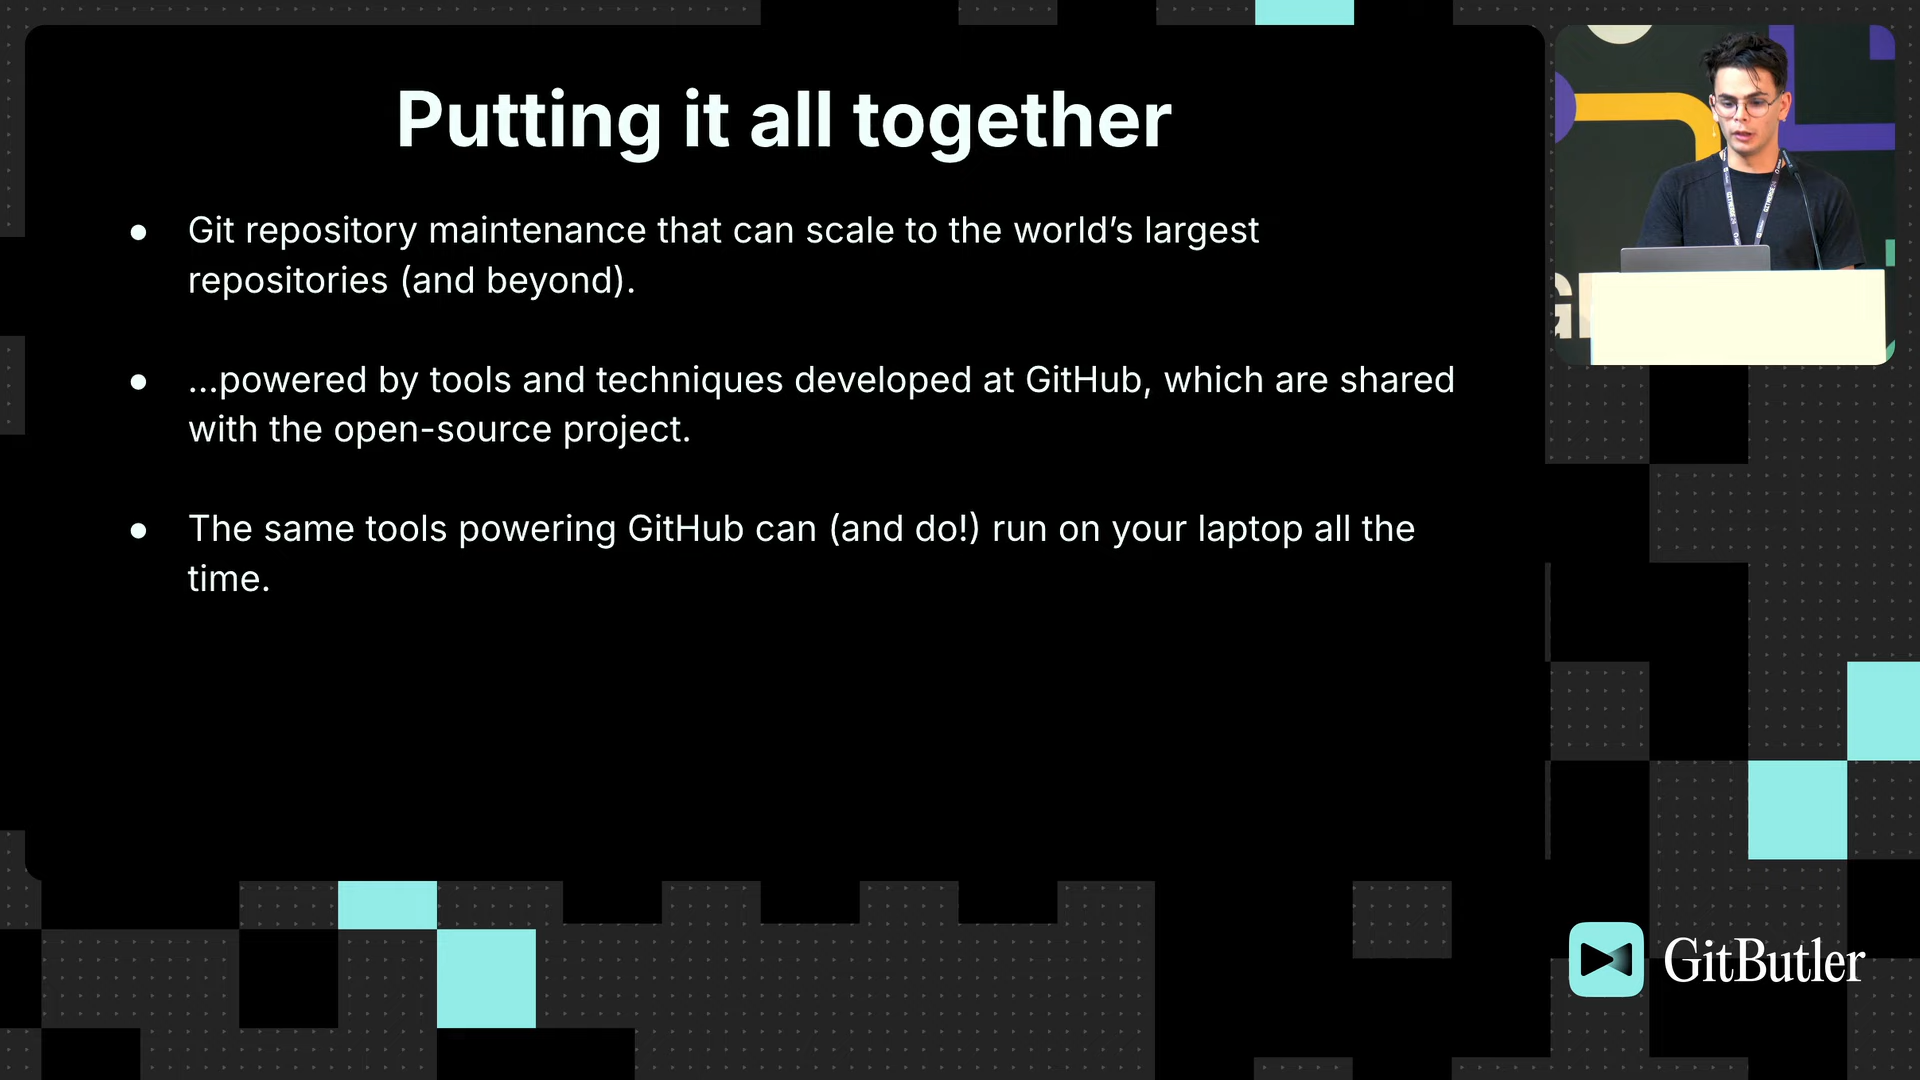 Putting it all together
● Git repository maintenance that can scale to the world’s largest
repositories (and beyond).
● …powered by tools and techniques developed at GitHub, which are shared
with the open-source project.
● The same tools powering GitHub can (and do!) run on your laptop all the
time.
GitButler